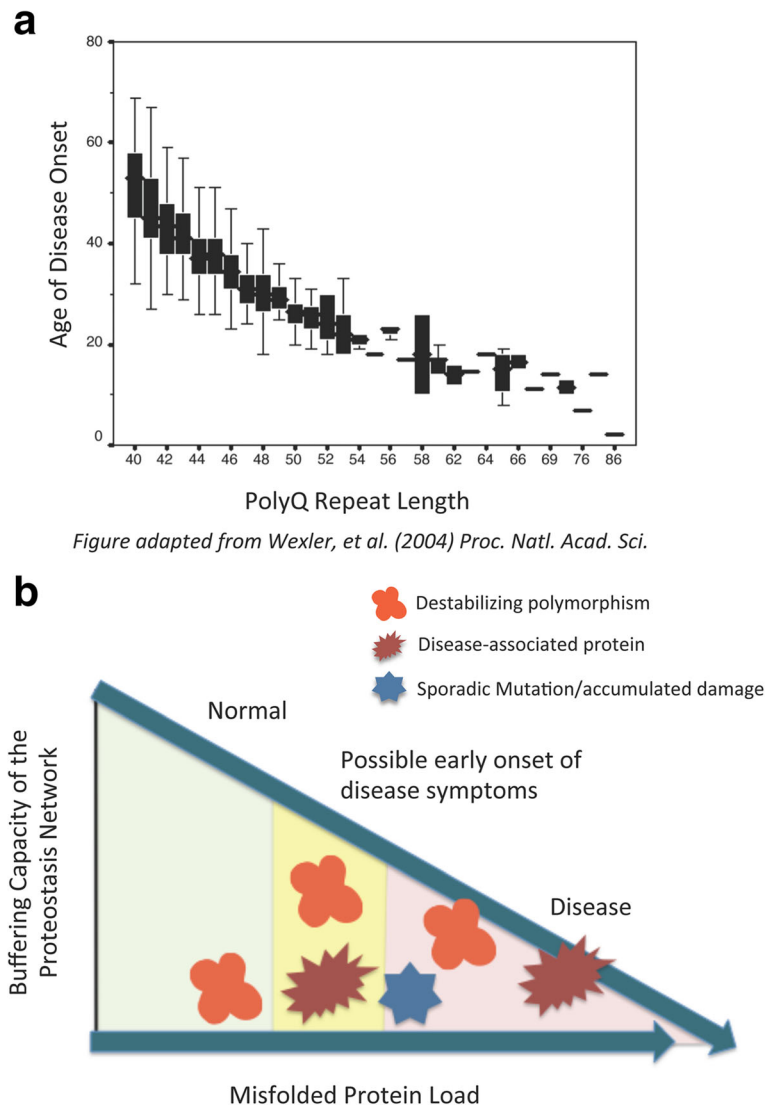 a
80
60
40
20
0
Age of Disease Onset
40 42 44 46 48 50 52 54 56 58 62 64 66 69 76 86
PolyQ Repeat Length
Figure adapted from Wexler, et al. (2004) Proc. Natl. Acad. Sci.
b
Destabilizing polymorphism
Disease-associated protein
Sporadic Mutation/accumulated damage
Normal
Possible early onset of
disease symptoms
Disease
Buffering Capacity of the
Proteostasis Network
Misfolded Protein Load